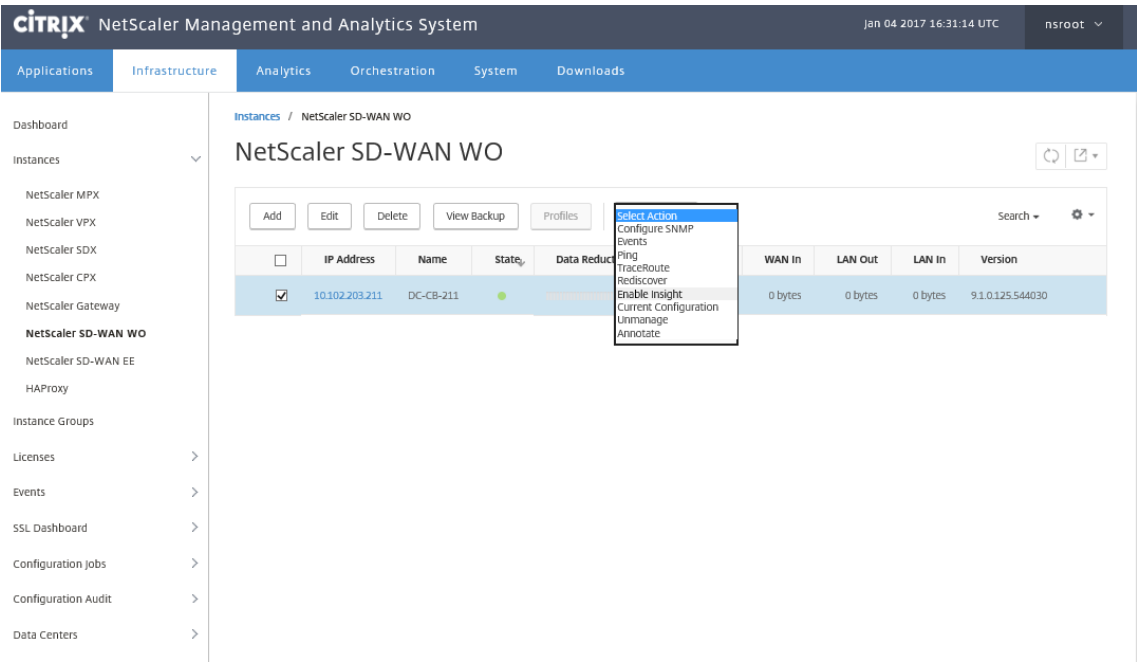 CITRIX NetScaler Management and Analytics System Jan 04 2017 16:31:14 UTC nsroot
Applications Infrastructure Analytics Orchestration System Downloads
Dashboard
Instances
NetScaler MPX
NetScaler VPX
NetScaler SDX
NetScaler CPX
NetScaler Gateway
NetScaler SD-WAN WO
NetScaler SD-WAN EE
HAProxy
Instance Groups
Licenses
Events
SSL Dashboard
Configuration Jobs
Configuration Audit
Data Centers
Instances / NetScaler SD-WAN WO
NetScaler SD-WAN WO
Add Edit Delete View Backup Profiles Search
Select Action
Configure SNMP
Events
Ping
TraceRoute
Rediscover
Enable Insight
Current Configuration
Unmanage
Annotate
IP Address Name State Data Reduct WAN In LAN Out LAN In Version
10.102.203.211 DC-CB-211 0 bytes 0 bytes 0 bytes 9.1.0.125.544030